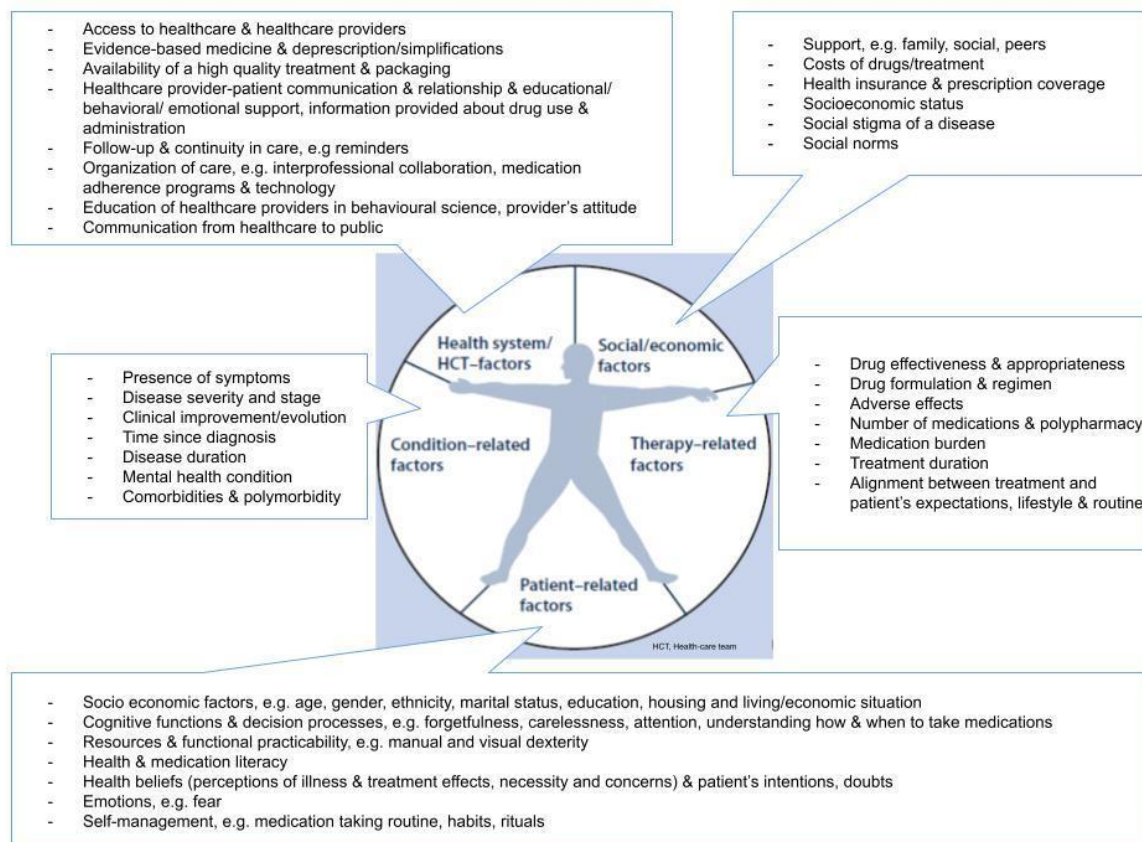 - Access to healthcare & healthcare providers
- Evidence-based medicine & deprescription/simplifications
- Availability of a high quality treatment & packaging
- Healthcare provider-patient communication & relationship & educational/
behavioral/ emotional support, information provided about drug use &
administration
- Follow-up & continuity in care, e.g reminders
- Organization of care, e.g. interprofessional collaboration, medication
adherence programs & technology
- Education of healthcare providers in behavioural science, provider's attitude
- Communication from healthcare to public
- Support, e.g. family, social, peers
- Costs of drugs/treatment
- Health insurance & prescription coverage
- Socioeconomic status
- Social stigma of a disease
- Social norms
Health system/
HCT-factors
Social/economic
factors
- Presence of symptoms
- Disease severity and stage
- Clinical improvement/evolution
- Time since diagnosis
- Disease duration
- Mental health condition
- Comorbidities & polymorbidity
Condition-related
factors
Therapy-related
factors
- Drug effectiveness & appropriateness
- Drug formulation & regimen
- Adverse effects
- Number of medications & polypharmacy
- Medication burden
- Treatment duration
- Alignment between treatment and
patient's expectations, lifestyle & routine
Patient-related
factors
HCT, Health-care team
- Socio economic factors, e.g. age, gender, ethnicity, marital status, education, housing and living/economic situation
- Cognitive functions & decision processes, e.g. forgetfulness, carelessness, attention, understanding how & when to take medications
- Resources & functional practicability, e.g. manual and visual dexterity
- Health & medication literacy
- Health beliefs (perceptions of illness & treatment effects, necessity and concerns) & patient's intentions, doubts
- Emotions, e.g. fear
- Self-management, e.g. medication taking routine, habits, rituals